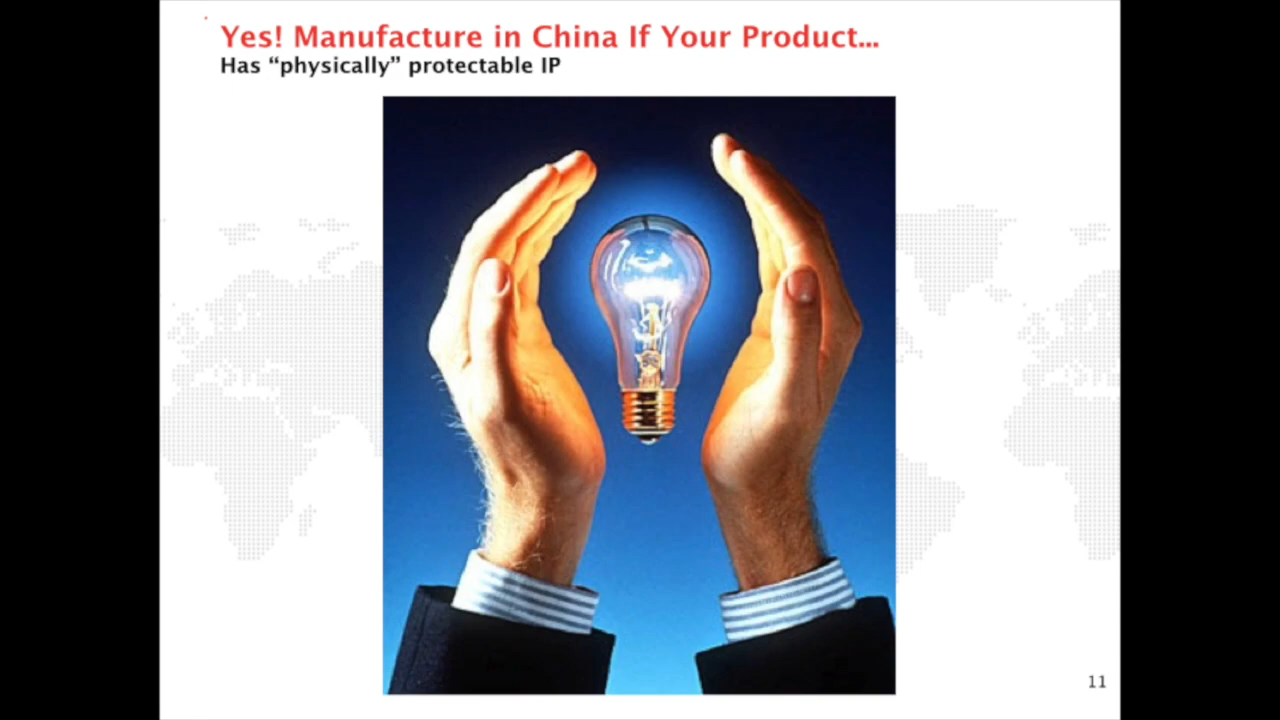 Yes! Manufacture in China If Your Product...
Has “physically” protectable IP
11